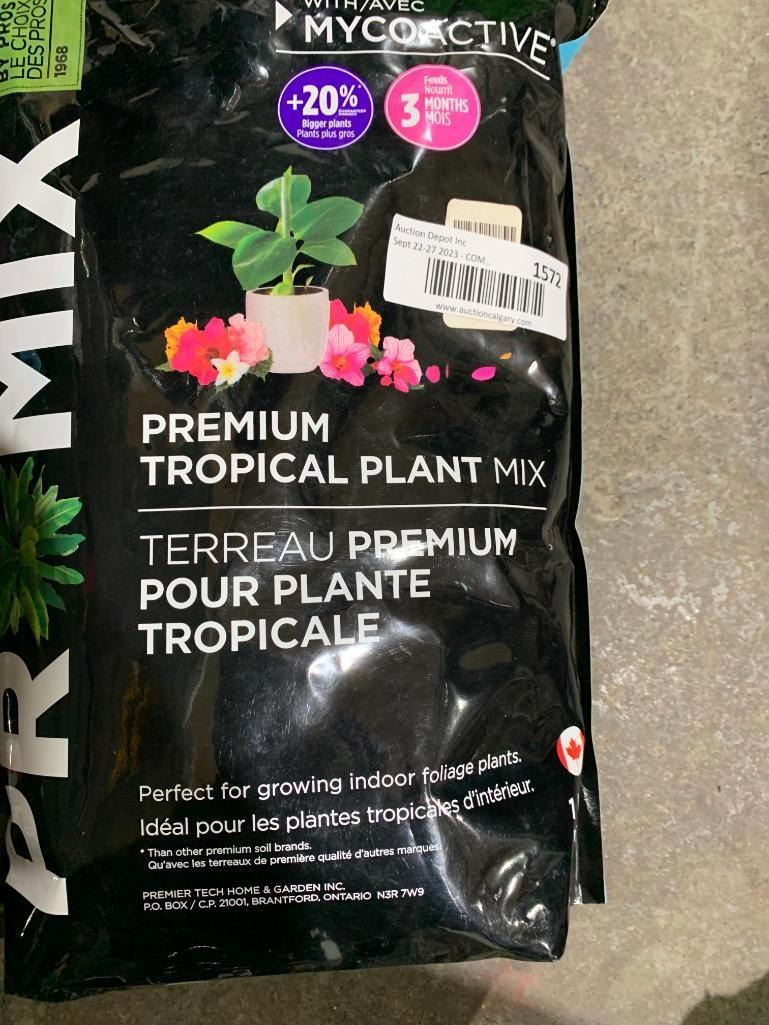 BY PROS
LE CHOIX
DES PROS
1968
PRO MIX
WITH/AVEC
MYCOACTIVE
+20%
Bigger plants
Plants plus gros
Feeds
Nourrit
3 MONTHS
MOIS
Auction Depot Inc
Sept 22-27 2023 - COM...
1572
www.auctioncalgary.com
PREMIUM
TROPICAL PLANT MIX
TERREAU PREMIUM
POUR PLANTE
TROPICALE
Perfect for growing indoor foliage plants.
Idéal pour les plantes tropicales d'intérieur.
* Than other premium soil brands.
Qu'avec les terreaux de première qualité d'autres marques.
PREMIER TECH HOME & GARDEN INC.
P.O. BOX / C.P. 21001, BRANTFORD, ONTARIO N3R 7W9
1